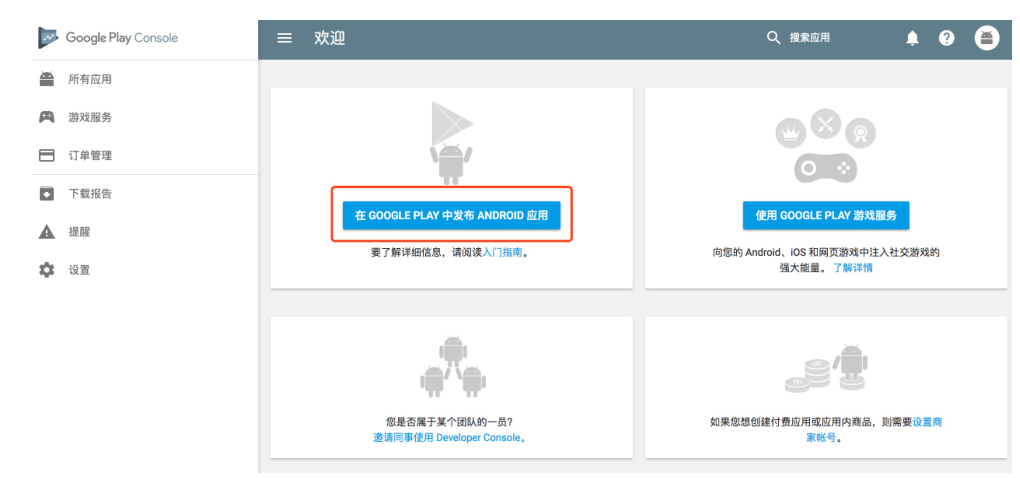 Google Play Console
所有应用
游戏服务
订单管理
下载报告
提醒
设置
欢迎
搜索应用
在 GOOGLE PLAY 中发布 ANDROID 应用
要了解详细信息，请阅读入门指南。
使用 GOOGLE PLAY 游戏服务
向您的 Android、iOS 和网页游戏中注入社交游戏的
强大能量。 了解详情
您是否属于某个团队的一员?
邀请同事使用 Developer Console。
如果您想创建付费应用或应用内商品，则需要设置商
家帐号。